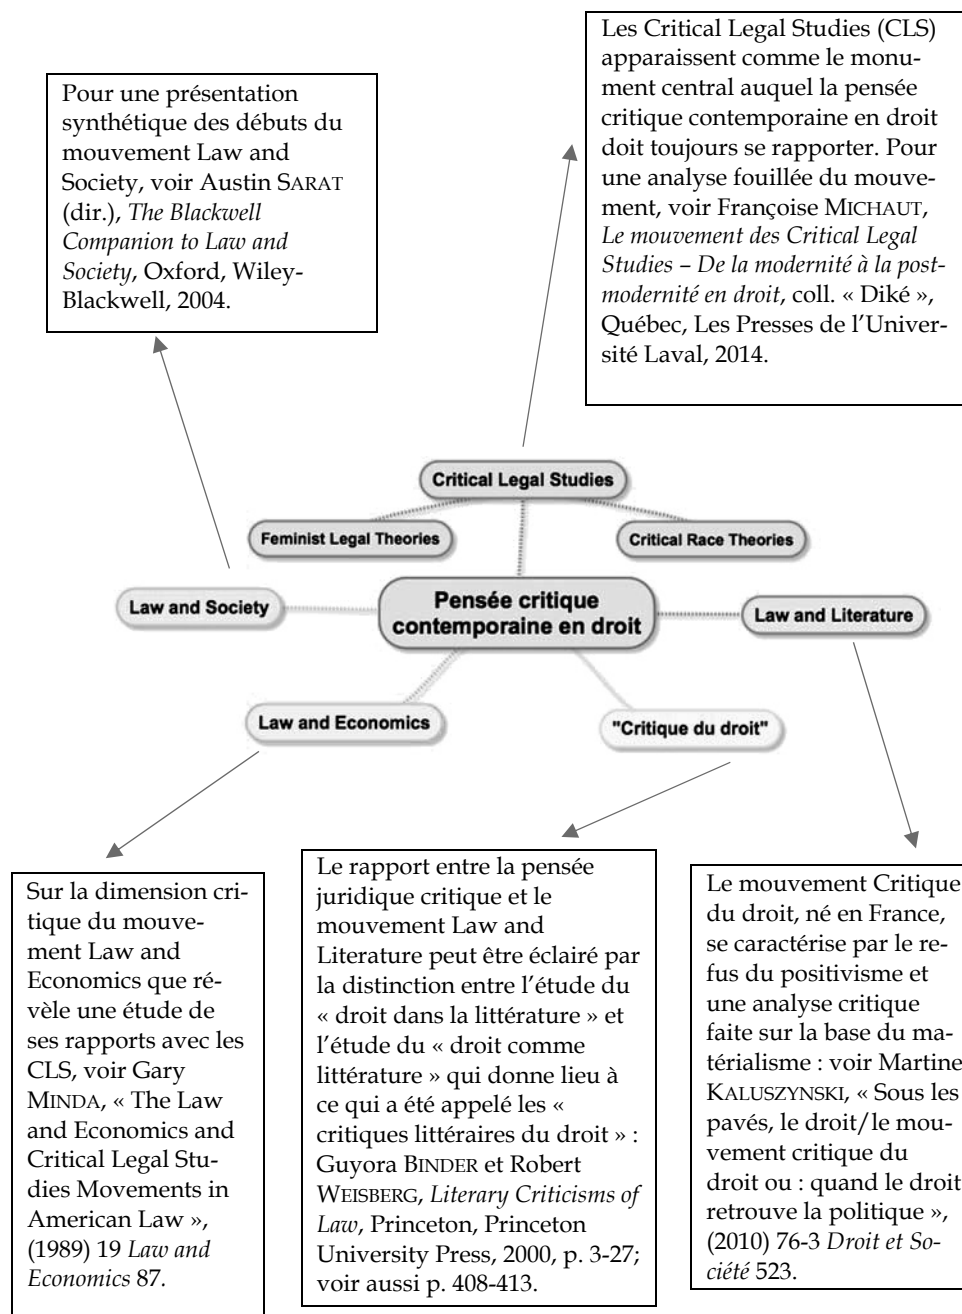 Pour une présentation
synthétique des débuts du
mouvement Law and
Society, voir Austin SARAT
(dir.), The Blackwell
Companion to Law and
Society, Oxford, Wiley-
Blackwell, 2004.
Les Critical Legal Studies (CLS)
apparaissent comme le monu-
ment central auquel la pensée
critique contemporaine en droit
doit toujours se rapporter. Pour
une analyse fouillée du mouve-
ment, voir Françoise MICHAUT,
Le mouvement des Critical Legal
Studies – De la modernité à la post-
modernité en droit, coll. « Diké »,
Québec, Les Presses de l’Univer-
sité Laval, 2014.
Critical Legal Studies
Feminist Legal Theories
Critical Race Theories
Law and Society
Pensée critique
contemporaine en droit
Law and Literature
Law and Economics
"Critique du droit"
Sur la dimension cri-
tique du mouve-
ment Law and
Economics que ré-
vèle une étude de
ses rapports avec les
CLS, voir Gary
MINDA, « The Law
and Economics and
Critical Legal Stu-
dies Movements in
American Law »,
(1989) 19 Law and
Economics 87.
Le rapport entre la pensée
juridique critique et le
mouvement Law and
Literature peut être éclairé par
la distinction entre l’étude du
« droit dans la littérature » et
l’étude du « droit comme
littérature » qui donne lieu à
ce qui a été appelé les «
critiques littéraires du droit » :
Guyora BINDER et Robert
WEISBERG, Literary Criticisms of
Law, Princeton, Princeton
University Press, 2000, p. 3-27;
voir aussi p. 408-413.
Le mouvement Critique
du droit, né en France,
se caractérise par le re-
fus du positivisme et
une analyse critique
faite sur la base du ma-
térialisme : voir Martine
KALUSZYNSKI, « Sous les
pavés, le droit/le mou-
vement critique du
droit ou : quand le droit
retrouve la politique »,
(2010) 76-3 Droit et So-
ciété 523.